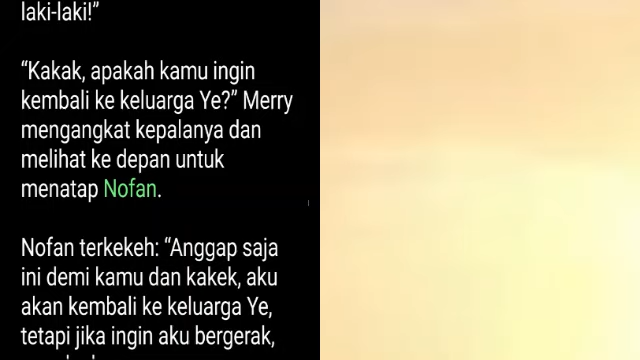 laki-laki!”
“Kakak, apakah kamu ingin
kembali ke keluarga Ye?” Merry
mengangkat kepalanya dan
melihat ke depan untuk
menatap Nofan.
Nofan terkekeh: “Anggap saja
ini demi kamu dan kakek, aku
akan kembali ke keluarga Ye,
tetapi jika ingin aku bergerak,